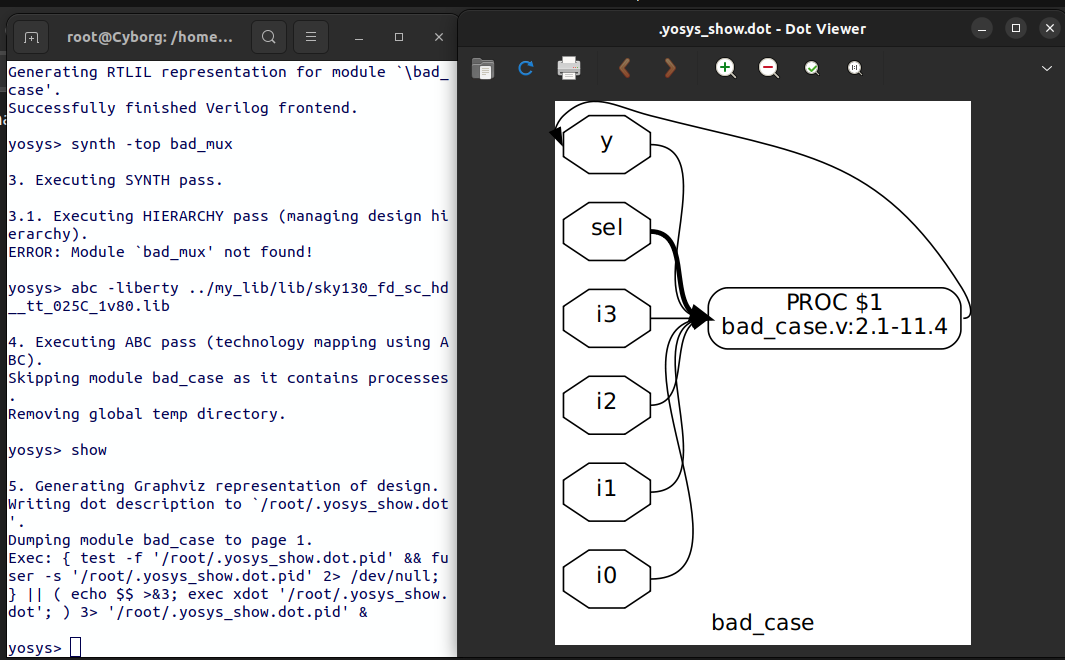 root@Cyborg: /home...
Generating RTLIL representation for module `\bad_
case'.
Successfully finished Verilog frontend.
yosys> synth -top bad_mux
3. Executing SYNTH pass.
3.1. Executing HIERARCHY pass (managing design hi
erarchy).
ERROR: Module `bad_mux' not found!
yosys> abc -liberty ../my_lib/lib/sky130_fd_sc_hd
__tt_025C_1v80.lib
4. Executing ABC pass (technology mapping using A
BC).
Skipping module bad_case as it contains processes
.
Removing global temp directory.
yosys> show
5. Generating Graphviz representation of design.
Writing dot description to `/root/.yosys_show.dot
'.
Dumping module bad_case to page 1.
Exec: { test -f '/root/.yosys_show.dot.pid' && fu
ser -s '/root/.yosys_show.dot.pid' 2> /dev/null;
} || ( echo $$ >&3; exec xdot '/root/.yosys_show.
dot'; ) 3> '/root/.yosys_show.dot.pid' &
yosys>
.yosys_show.dot - Dot Viewer
y
sel
i3
i2
i1
i0
PROC $1
bad_case.v:2.1-11.4
bad_case